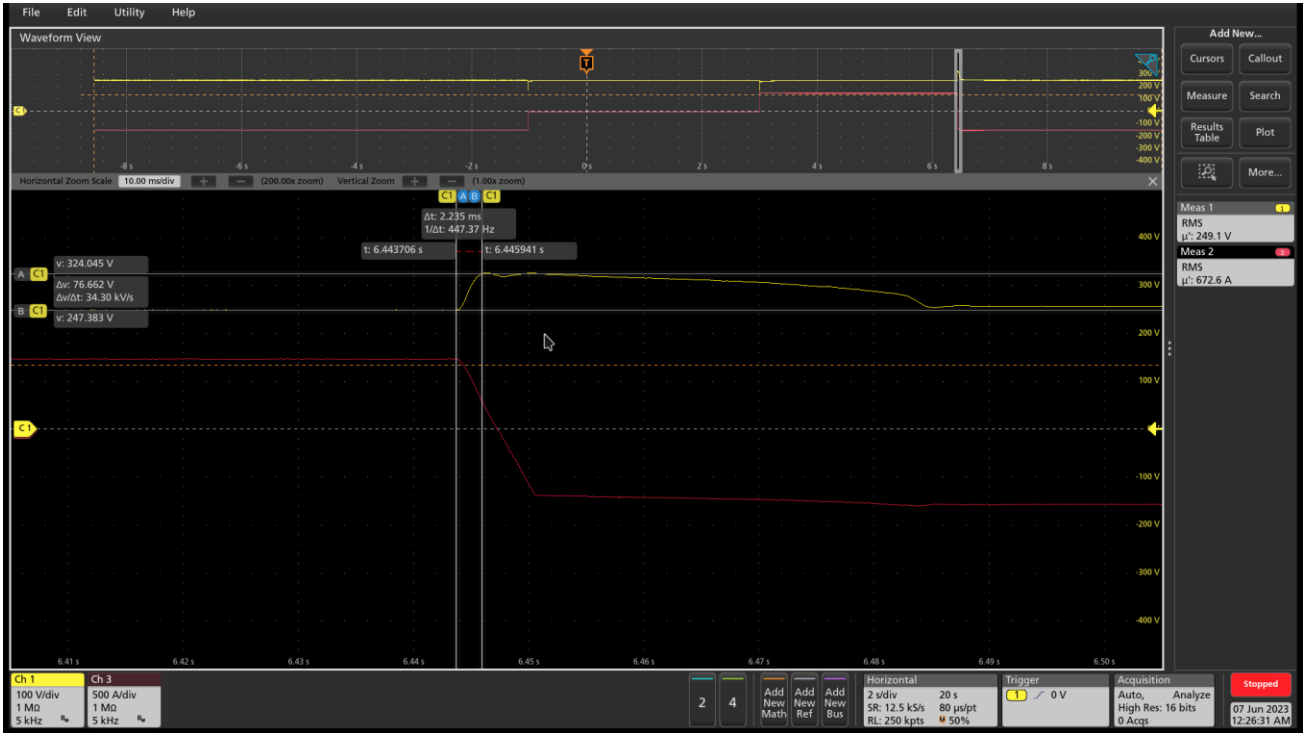 File Edit Utility Help
Waveform View
Add New...
Cursors Callout
Measure Search
Results Table Plot
More...
T
C1
300 V
200 V
100 V
-100 V
-200 V
-300 V
-400 V
-8 s -6 s -4 s -2 s 0 s 2 s 4 s 6 s 8 s
Horizontal Zoom Scale 10.00 ms/div + − (200.00x zoom) Vertical Zoom + − (1.00x zoom)
C1 A B C1
Δt: 2.235 ms
1/Δt: 447.37 Hz
t: 6.443706 s t: 6.445941 s
A C1 v: 324.045 V
Δv: 76.662 V
Δv/Δt: 34.30 kV/s
B C1 v: 247.383 V
400 V
300 V
200 V
100 V
C1
-100 V
-200 V
-300 V
-400 V
6.41 s 6.42 s 6.43 s 6.44 s 6.45 s 6.46 s 6.47 s 6.48 s 6.49 s 6.50 s
Meas 1 1
RMS
µ': 249.1 V
Meas 2 3
RMS
µ': 672.6 A
Ch 1
100 V/div
1 MΩ
5 kHz
Ch 3
500 A/div
1 MΩ
5 kHz
2 4
Add New Math
Add New Ref
Add New Bus
Horizontal
2 s/div 20 s
SR: 12.5 kS/s 80 µs/pt
RL: 250 kpts 50%
Trigger
1 0 V
Acquisition
Auto, Analyze
High Res: 16 bits
0 Acqs
Stopped
07 Jun 2023
12:26:31 AM